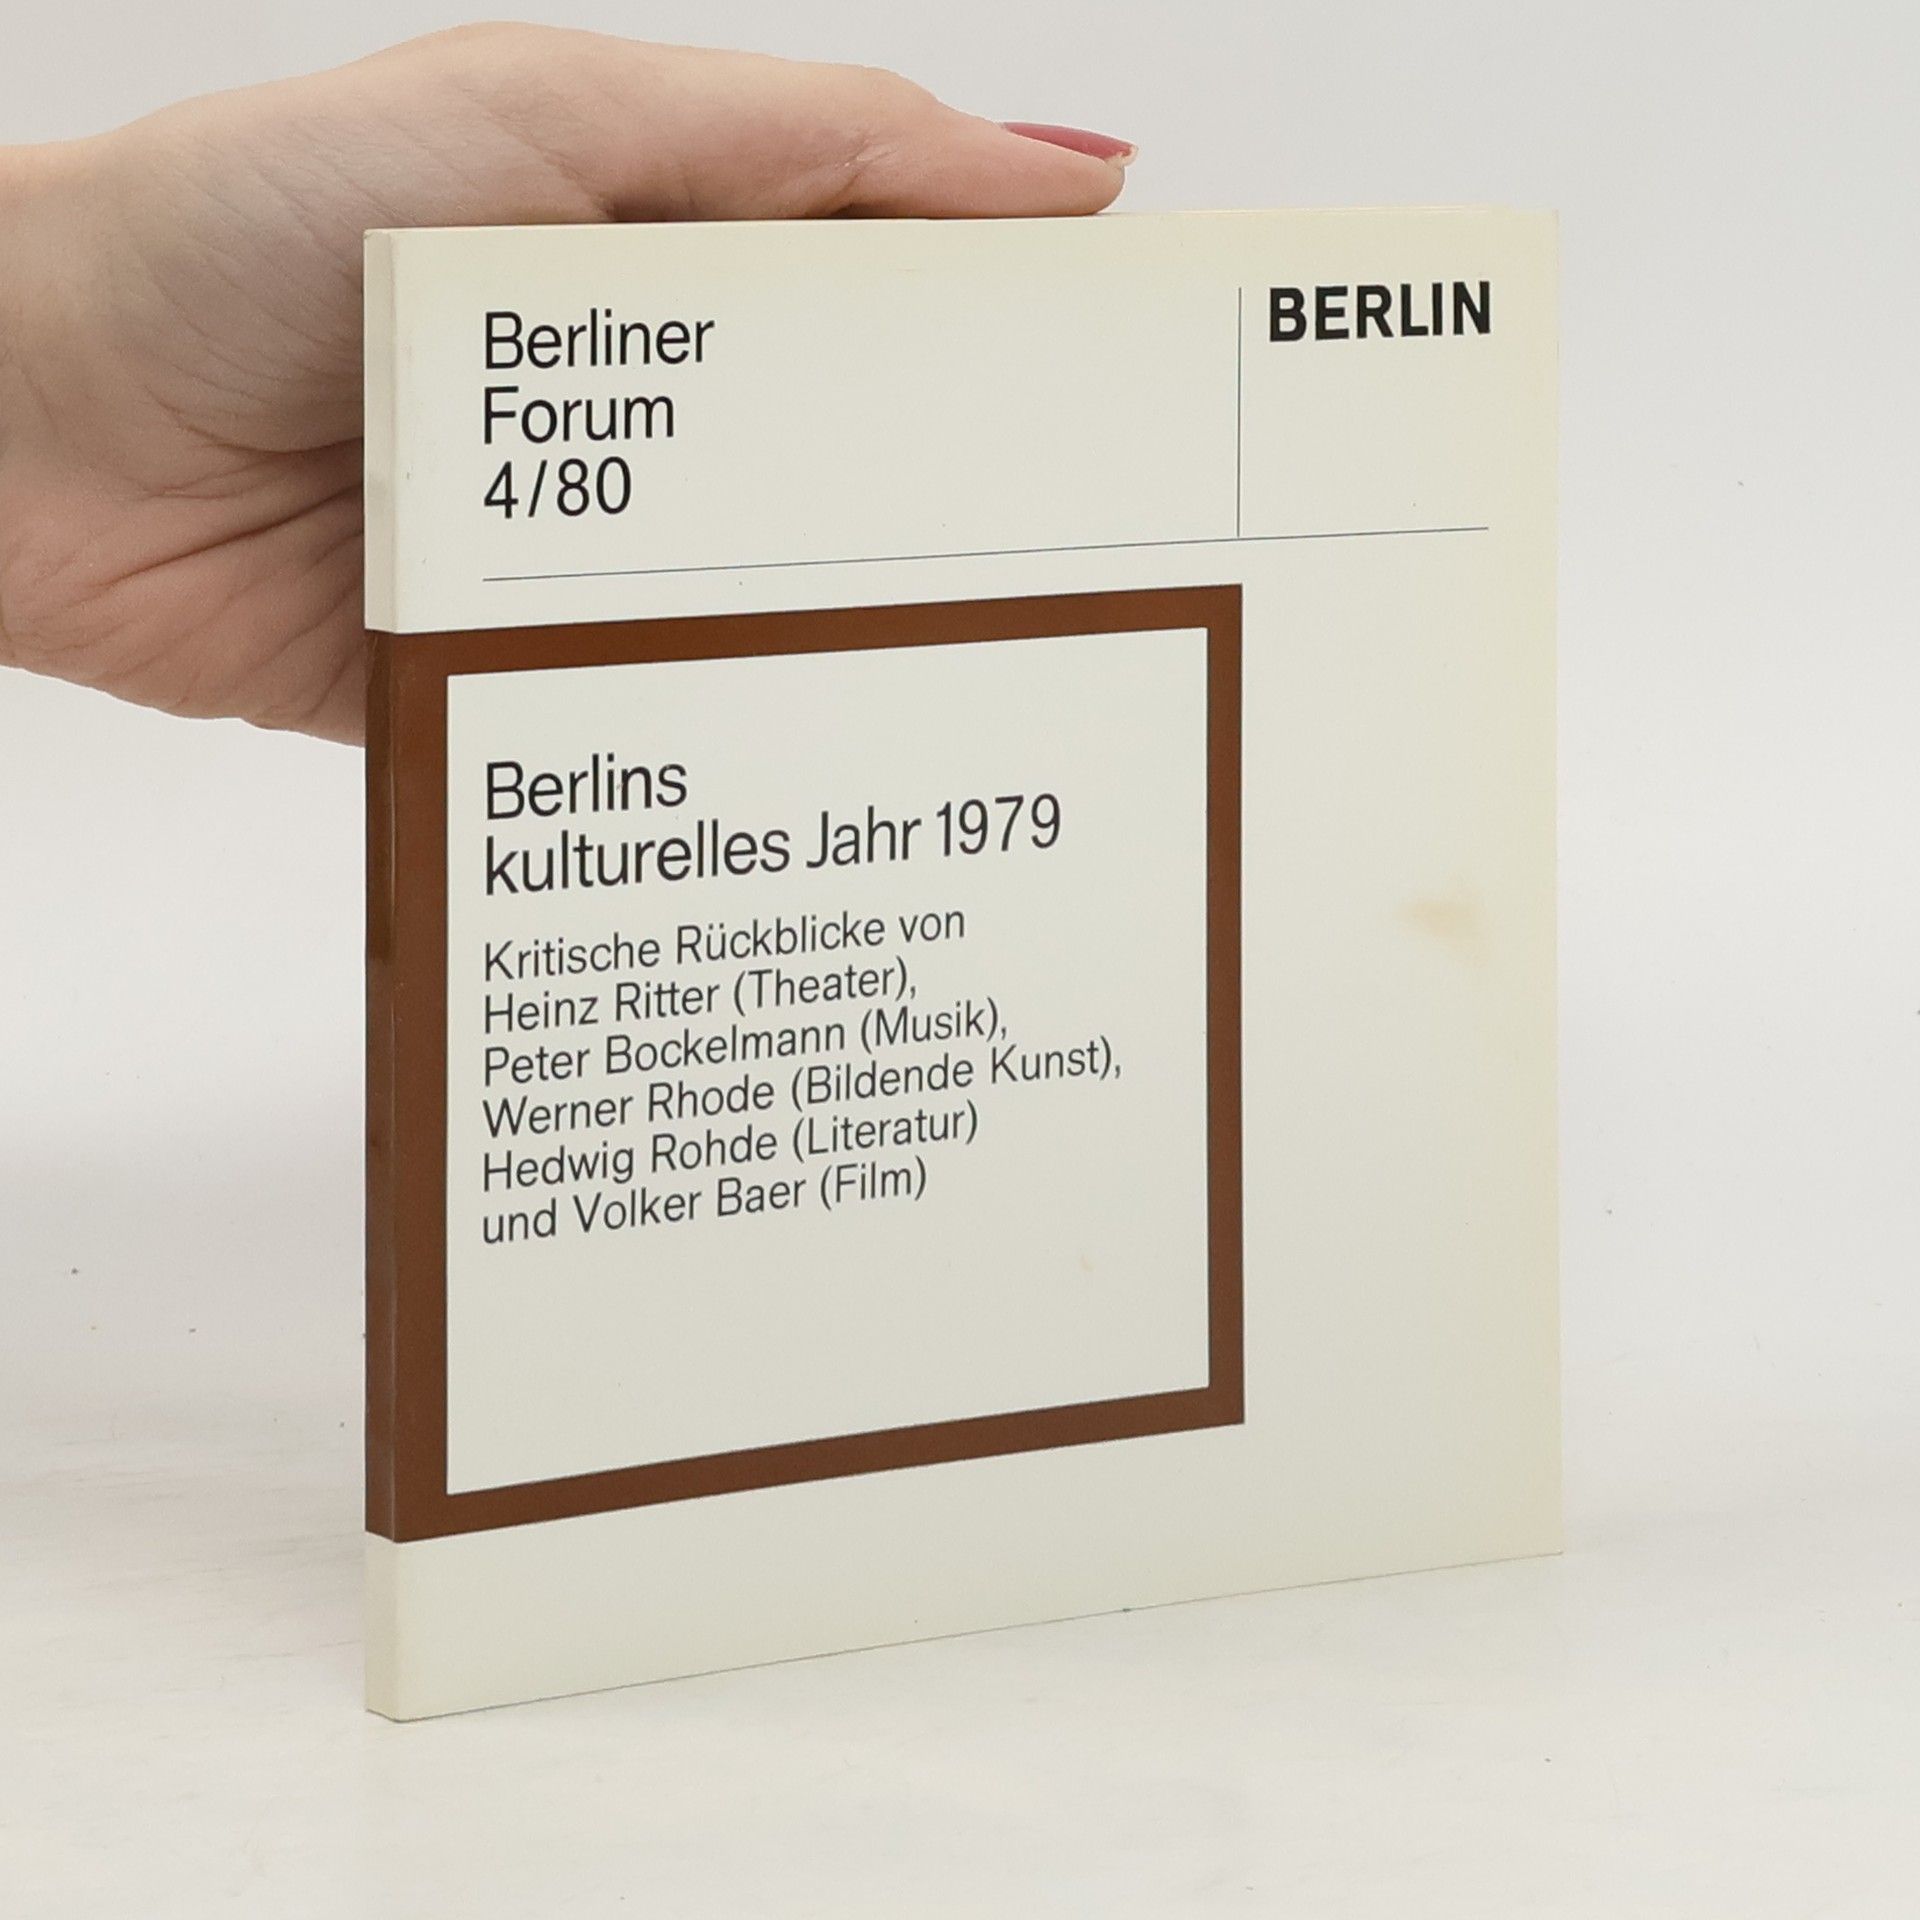 Berliner
Forum
4/80
BERLIN
Berlins
kulturelles Jahr 1979
Kritische Rückblicke von
Heinz Ritter (Theater),
Peter Bockelmann (Musik),
Werner Rhode (Bildende Kunst),
Hedwig Rohde (Literatur)
und Volker Baer (Film)